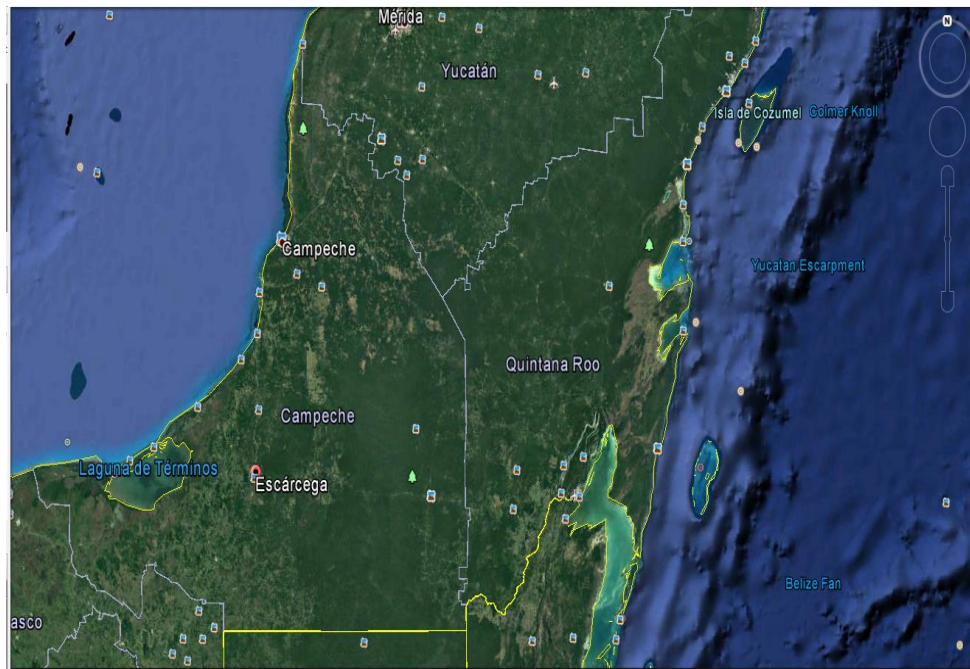 Mérida
N
Yucatán
Isla de Cozumel
Colmer Knoll
Campeche
Yucatan Escarpment
Quintana Roo
Campeche
Laguna de Términos
Escárcega
Belize Fan
asco